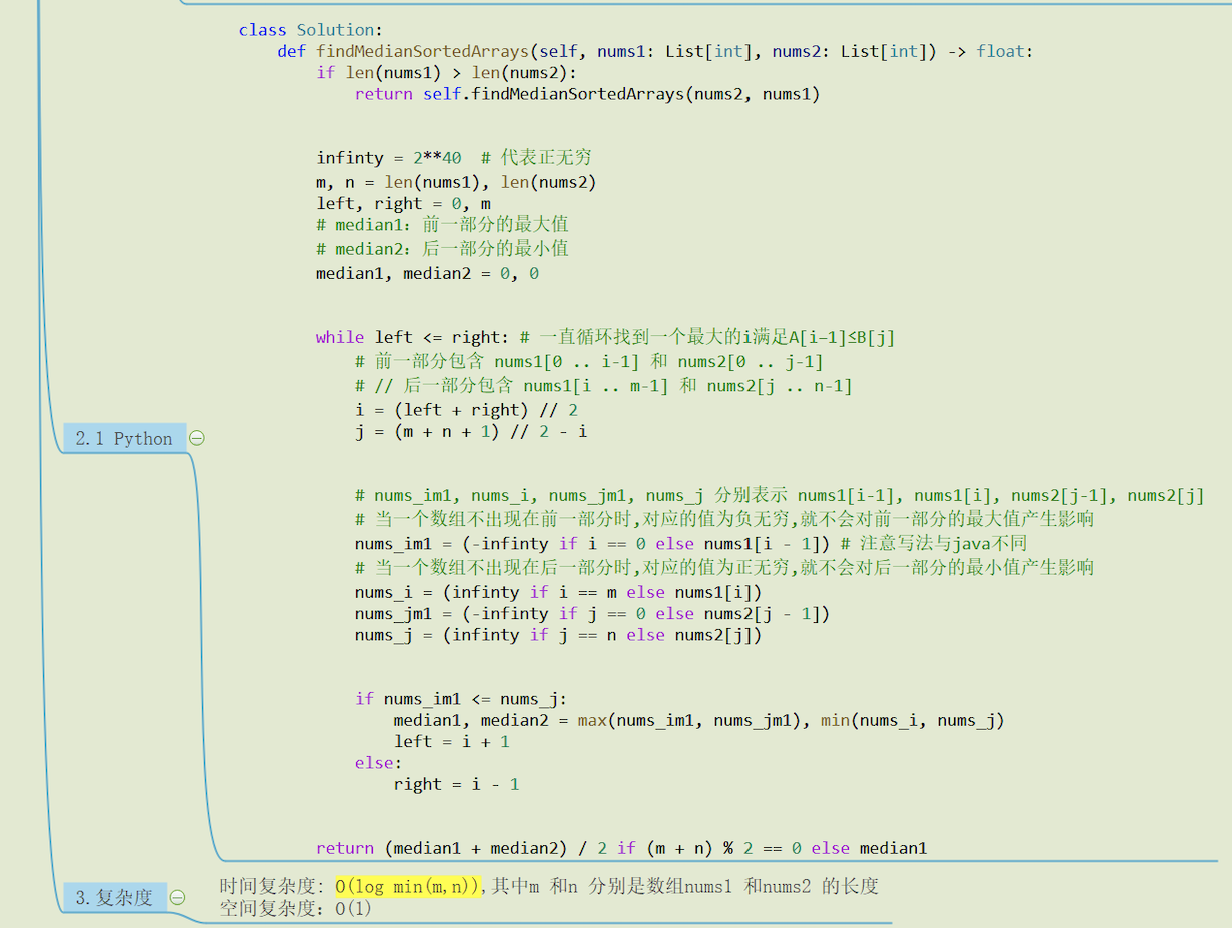 class Solution:
    def findMedianSortedArrays(self, nums1: List[int], nums2: List[int]) -> float:
        if len(nums1) > len(nums2):
            return self.findMedianSortedArrays(nums2, nums1)
        infinty = 2**40  # 代表正无穷
        m, n = len(nums1), len(nums2)
        left, right = 0, m
        # median1: 前一部分的最大值
        # median2: 后一部分的最小值
        median1, median2 = 0, 0
        while left <= right: # 一直循环找到一个最大的i满足A[i−1]≤B[j]
            # 前一部分包含 nums1[0 .. i-1] 和 nums2[0 .. j-1]
            # // 后一部分包含 nums1[i .. m-1] 和 nums2[j .. n-1]
            i = (left + right) // 2
            j = (m + n + 1) // 2 - i
2.1 Python
            # nums_im1, nums_i, nums_jm1, nums_j 分别表示 nums1[i-1], nums1[i], nums2[j-1], nums2[j]
            # 当一个数组不出现在前一部分时,对应的值为负无穷,就不会对前一部分的最大值产生影响
            nums_im1 = (-infinty if i == 0 else nums1[i - 1]) # 注意写法与java不同
            # 当一个数组不出现在后一部分时,对应的值为正无穷,就不会对后一部分的最小值产生影响
            nums_i = (infinty if i == m else nums1[i])
            nums_jm1 = (-infinty if j == 0 else nums2[j - 1])
            nums_j = (infinty if j == n else nums2[j])
            if nums_im1 <= nums_j:
                median1, median2 = max(nums_im1, nums_jm1), min(nums_i, nums_j)
                left = i + 1
            else:
                right = i - 1
        return (median1 + median2) / 2 if (m + n) % 2 == 0 else median1
3.复杂度
时间复杂度: O(log min(m,n)),其中m 和n 分别是数组nums1 和nums2 的长度
空间复杂度: O(1)